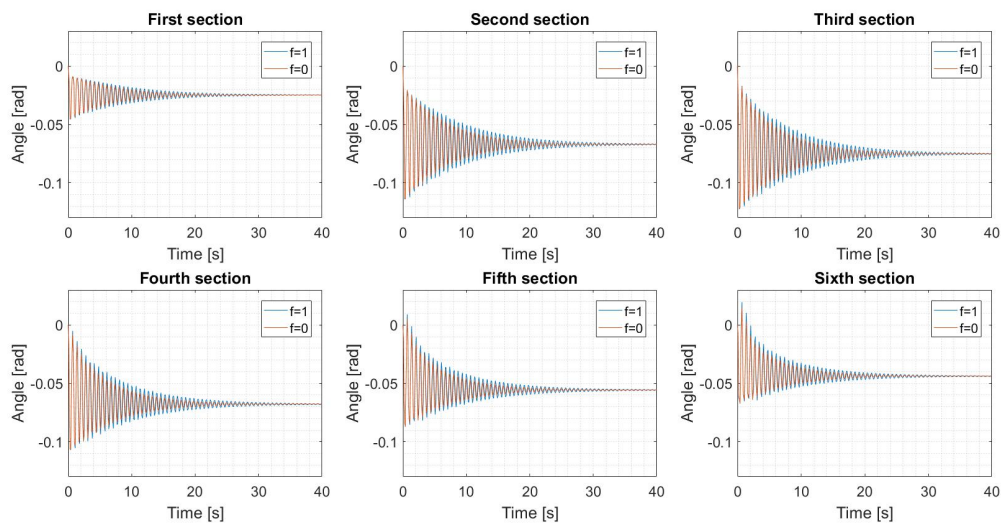 First section
Second section
Third section
f=1
f=0
f=1
f=0
f=1
f=0
0
-0.05
-0.1
Angle [rad]
0
-0.05
-0.1
Angle [rad]
0
-0.05
-0.1
Angle [rad]
0 10 20 30 40
0 10 20 30 40
0 10 20 30 40
Time [s]
Time [s]
Time [s]
Fourth section
Fifth section
Sixth section
f=1
f=0
f=1
f=0
f=1
f=0
0
-0.05
-0.1
Angle [rad]
0
-0.05
-0.1
Angle [rad]
0
-0.05
-0.1
Angle [rad]
0 10 20 30 40
0 10 20 30 40
0 10 20 30 40
Time [s]
Time [s]
Time [s]